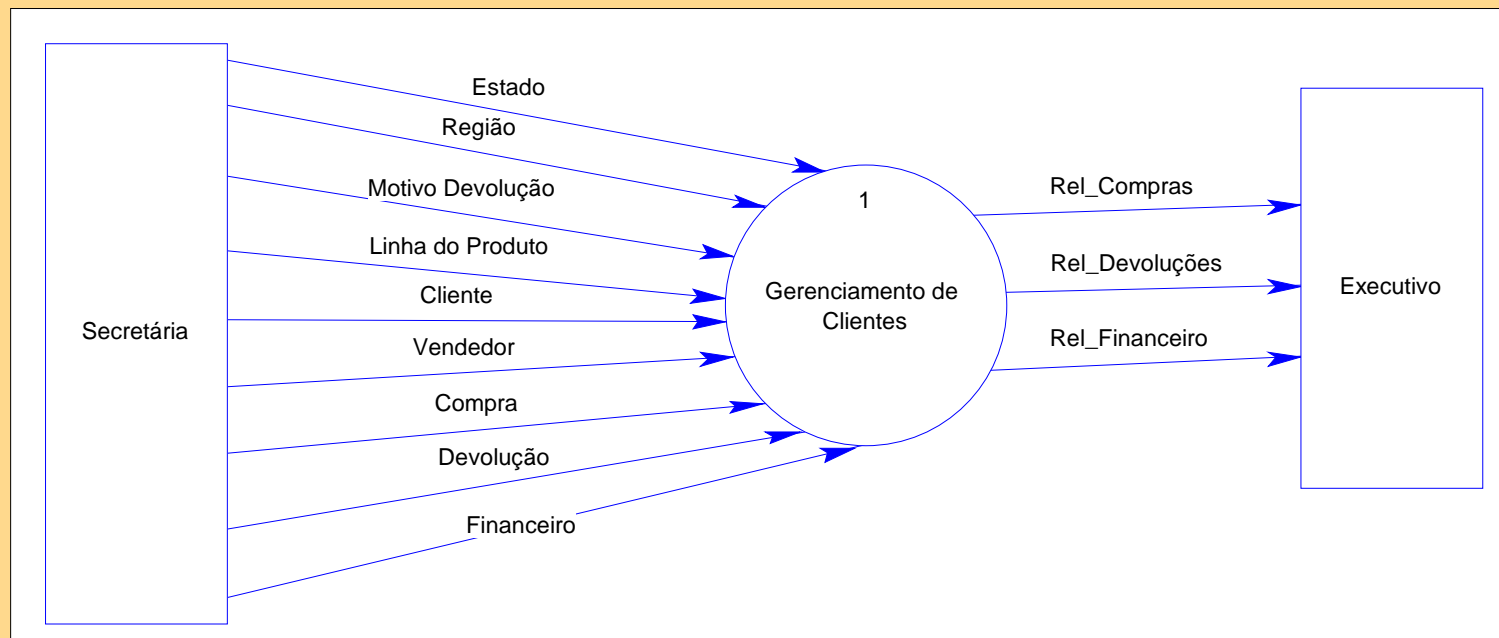 Secretária
Estado
Região
Motivo Devolução
Linha do Produto
Cliente
Vendedor
Compra
Devolução
Financeiro
1
Gerenciamento de
Clientes
Rel_Compras
Rel_Devoluções
Rel_Financeiro
Executivo